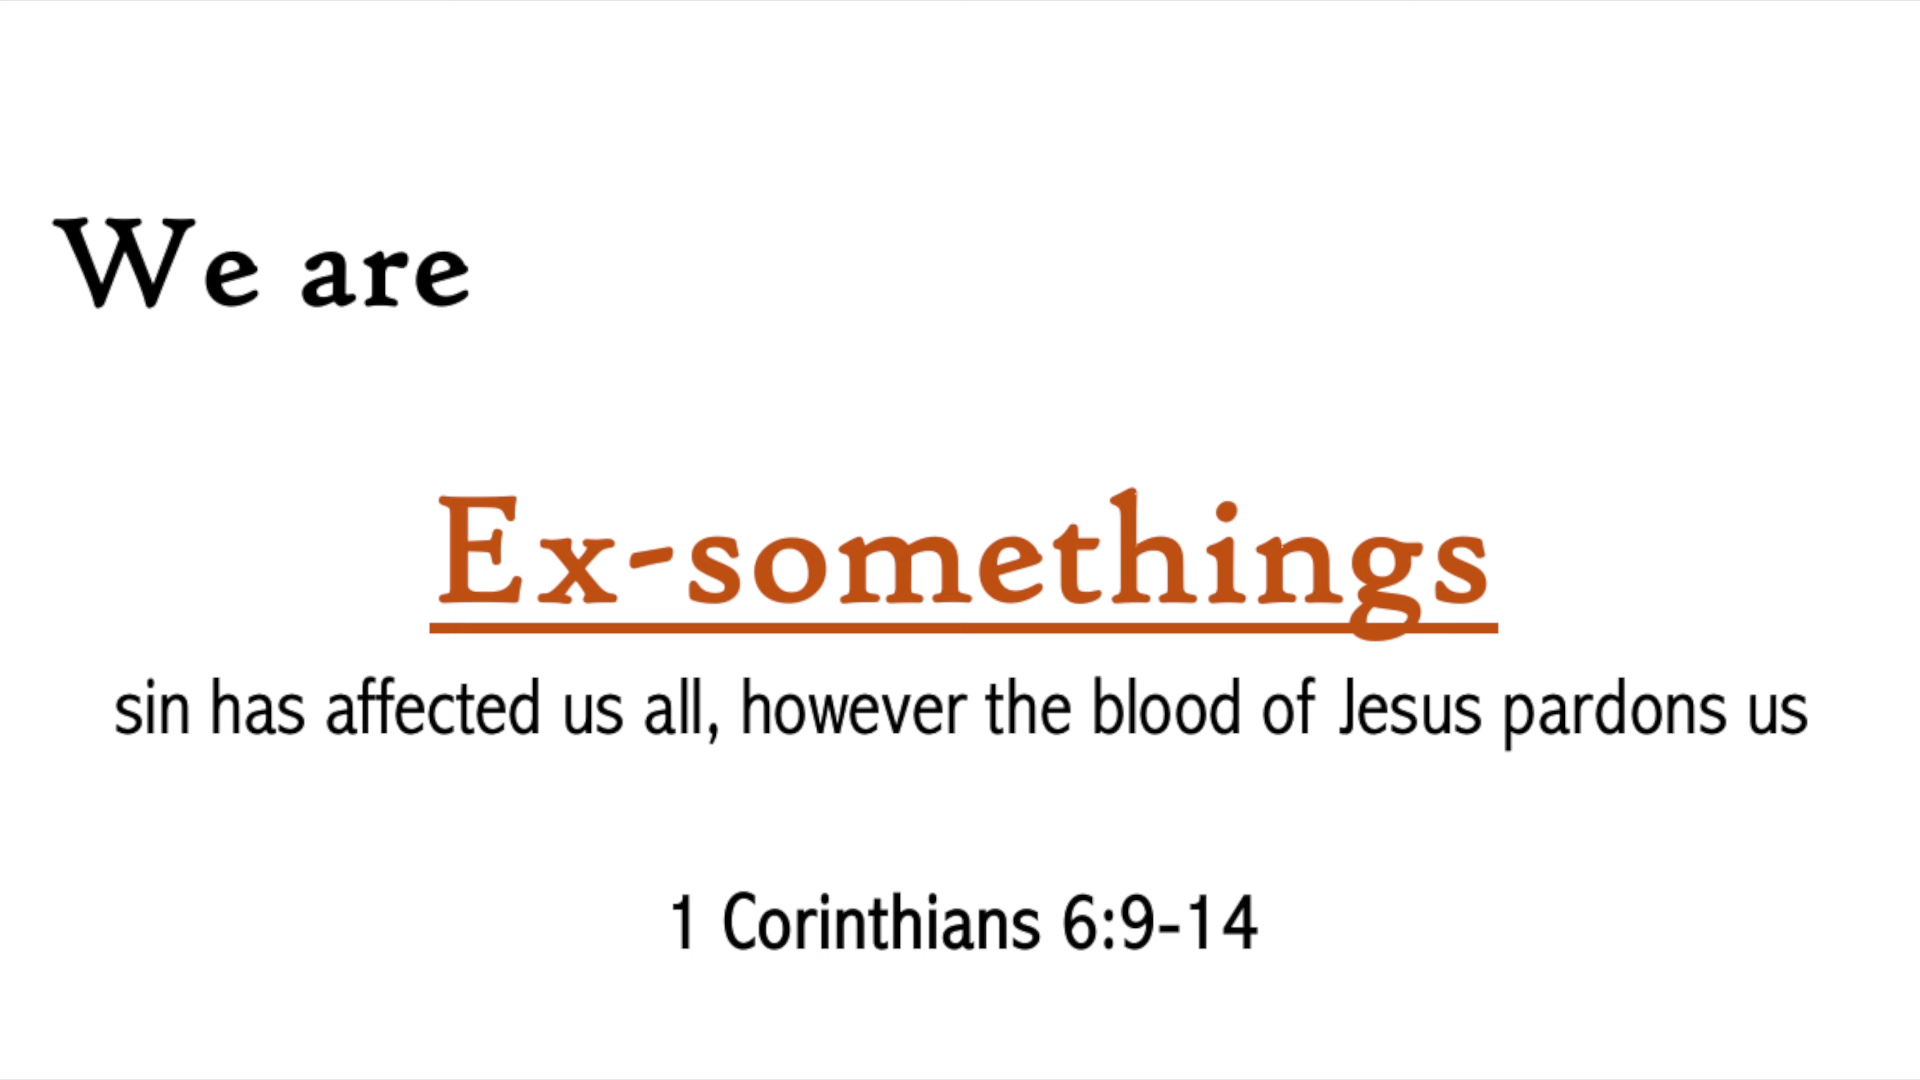 We are
Ex-somethings
sin has affected us all, however the blood of Jesus pardons us
1 Corinthians 6:9-14